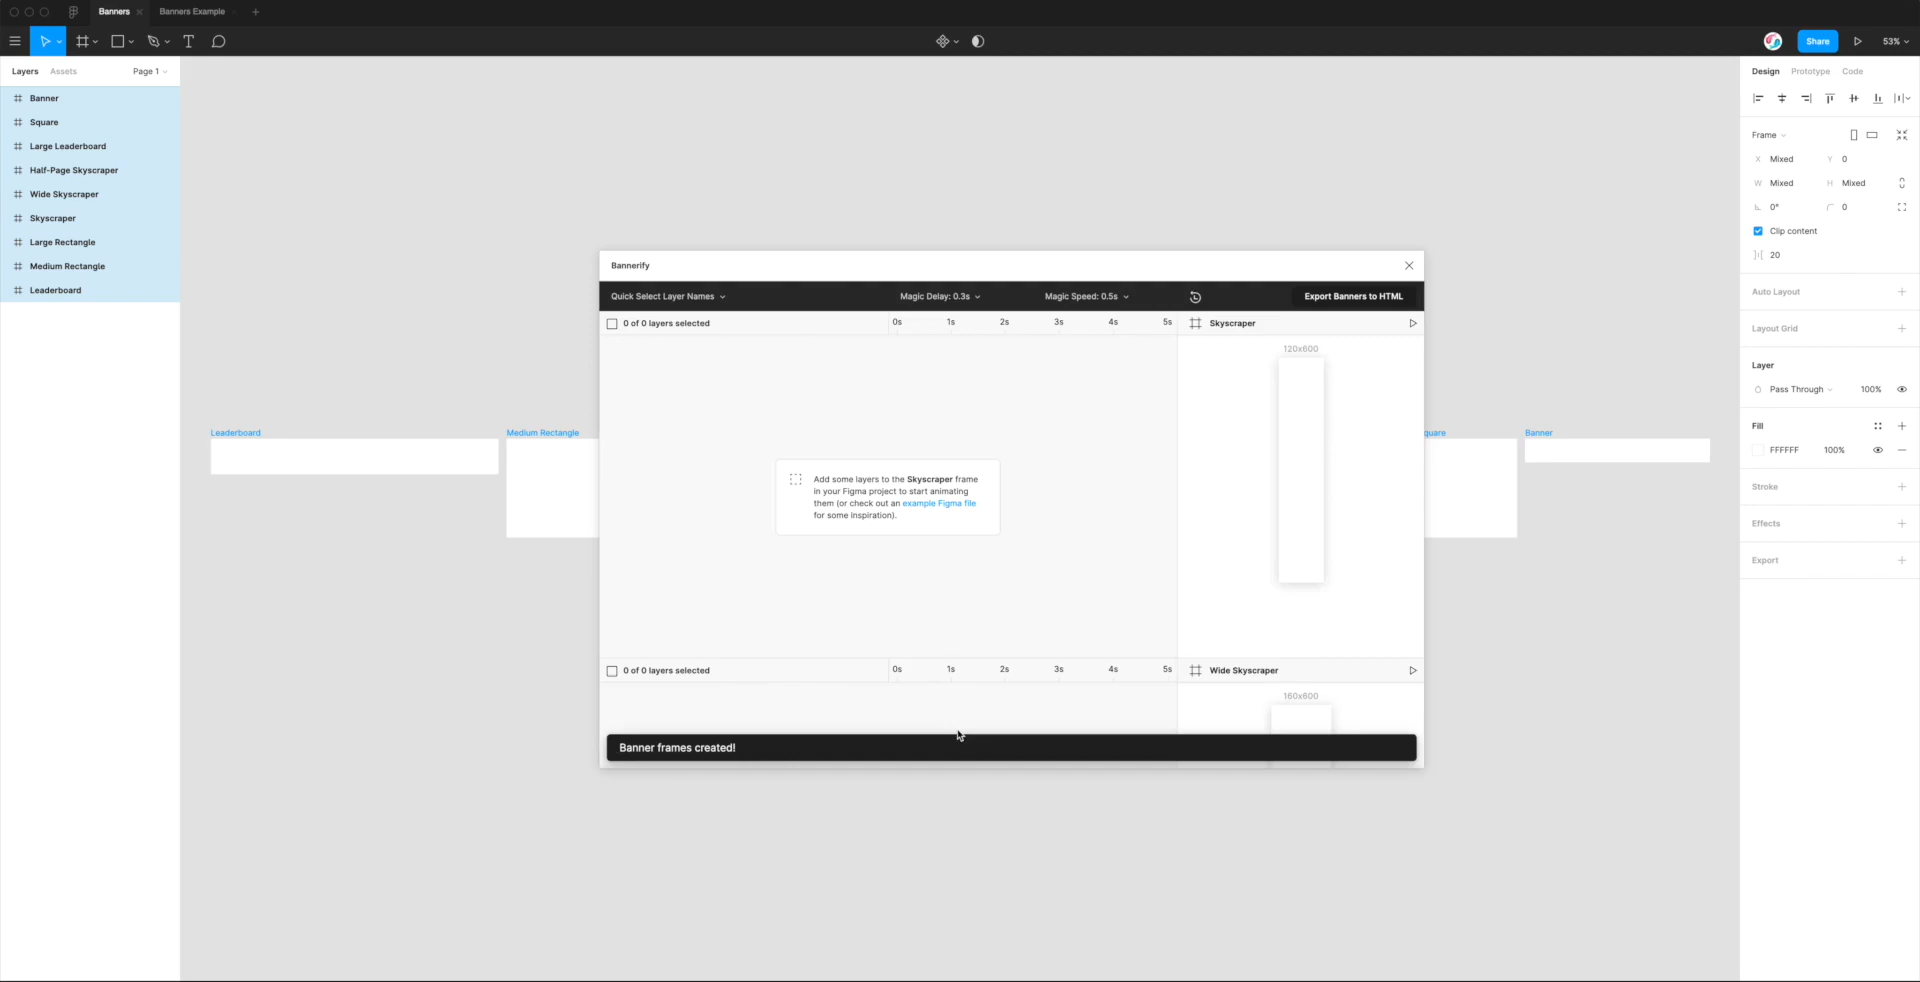 Banners
Banners Example
Share
53%
Layers
Assets
Page 1
Banner
Square
Large Leaderboard
Half-Page Skyscraper
Wide Skyscraper
Skyscraper
Large Rectangle
Medium Rectangle
Leaderboard
Leaderboard
Medium Rectangle
quare
Banner
Bannerify
Quick Select Layer Names
Magic Delay: 0.3s
Magic Speed: 0.5s
Export Banners to HTML
0 of 0 layers selected
0s 1s 2s 3s 4s 5s
Skyscraper
120x600
Add some layers to the Skyscraper frame
in your Figma project to start animating
them (or check out an example Figma file
for some inspiration).
0 of 0 layers selected
0s 1s 2s 3s 4s 5s
Wide Skyscraper
160x600
Banner frames created!
Design
Prototype
Code
Frame
X Mixed Y 0
W Mixed H Mixed
0° 0
Clip content
20
Auto Layout
Layout Grid
Layer
Pass Through 100%
Fill
FFFFFF 100%
Stroke
Effects
Export